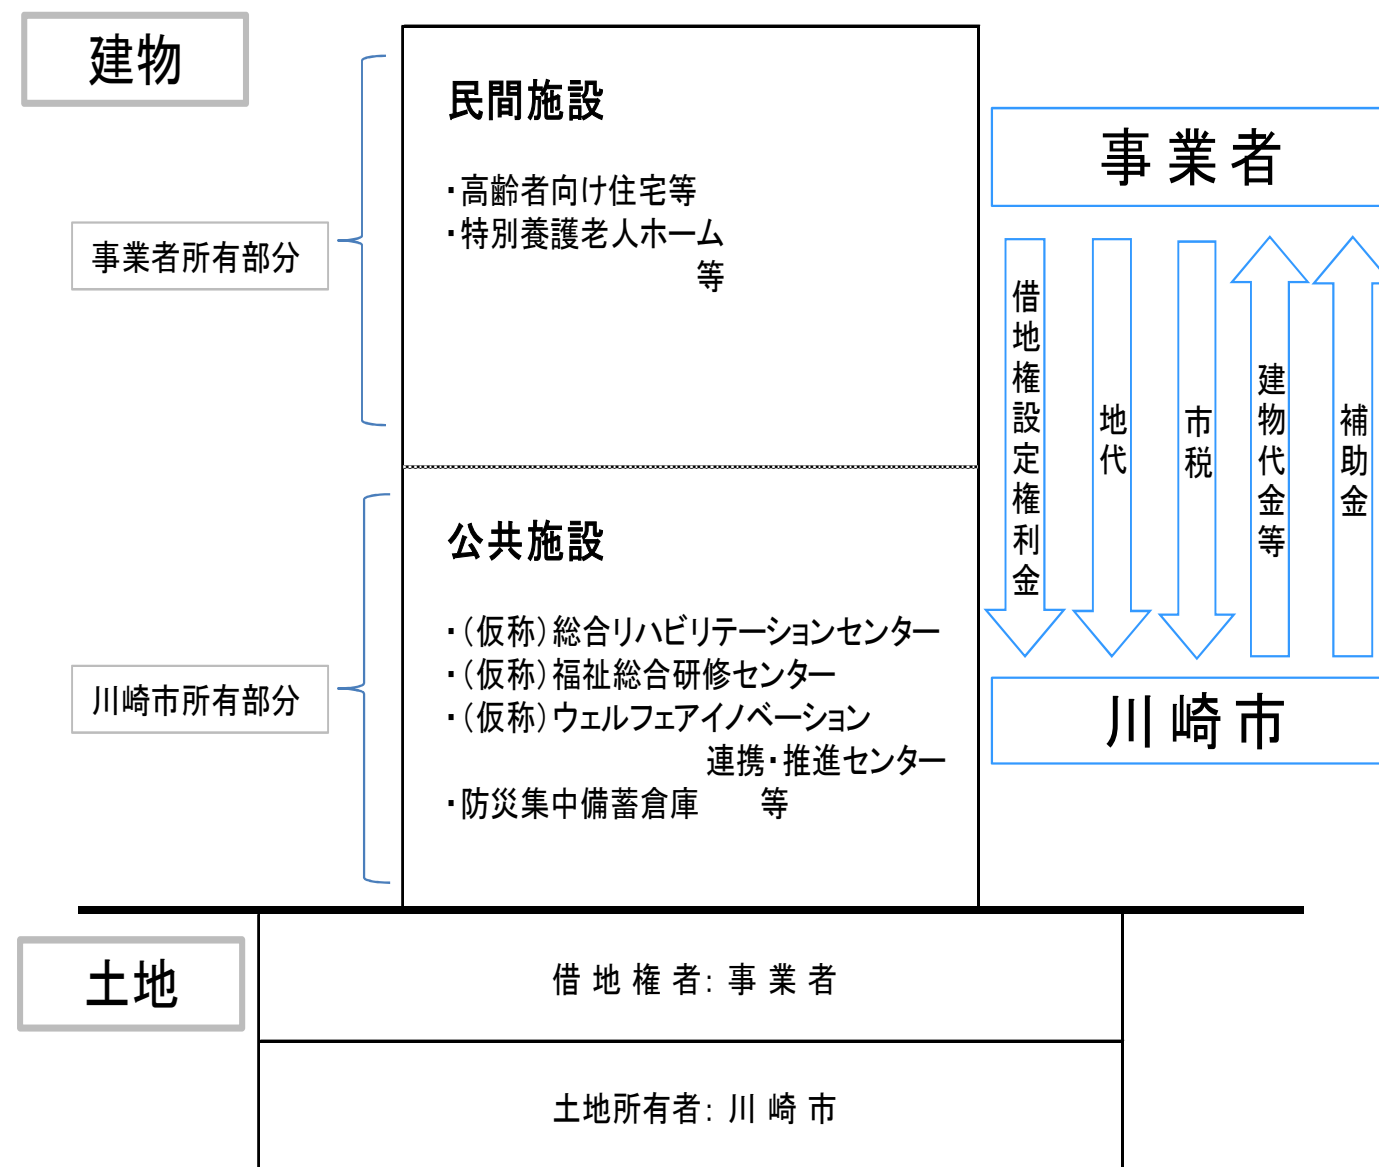 建物
民間施設
・高齢者向け住宅等
・特別養護老人ホーム
等
事業者所有部分
公共施設
・（仮称）総合リハビリテーションセンター
・（仮称）福祉総合研修センター
・（仮称）ウェルフェアイノベーション
連携・推進センター
・防災集中備蓄倉庫　　等
川崎市所有部分
事業者
借地権設定権利金
地代
市税
建物代金等
補助金
川崎市
土地
借地権者：事業者
土地所有者：川崎市